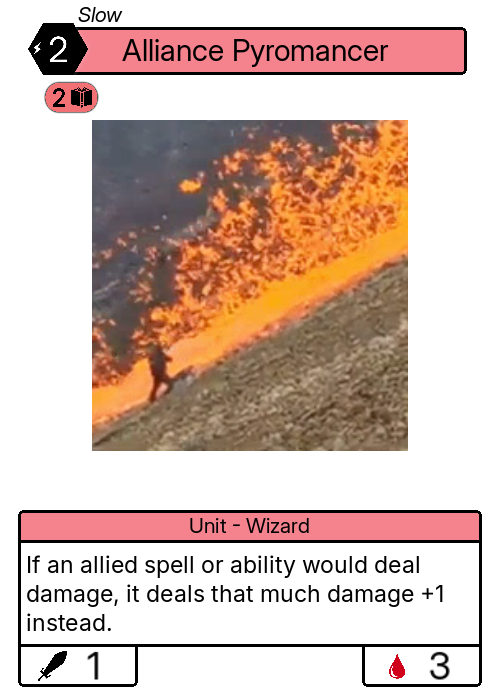 Slow
2
Alliance Pyromancer
2
Unit - Wizard
If an allied spell or ability would deal
damage, it deals that much damage +1
instead.
1
3